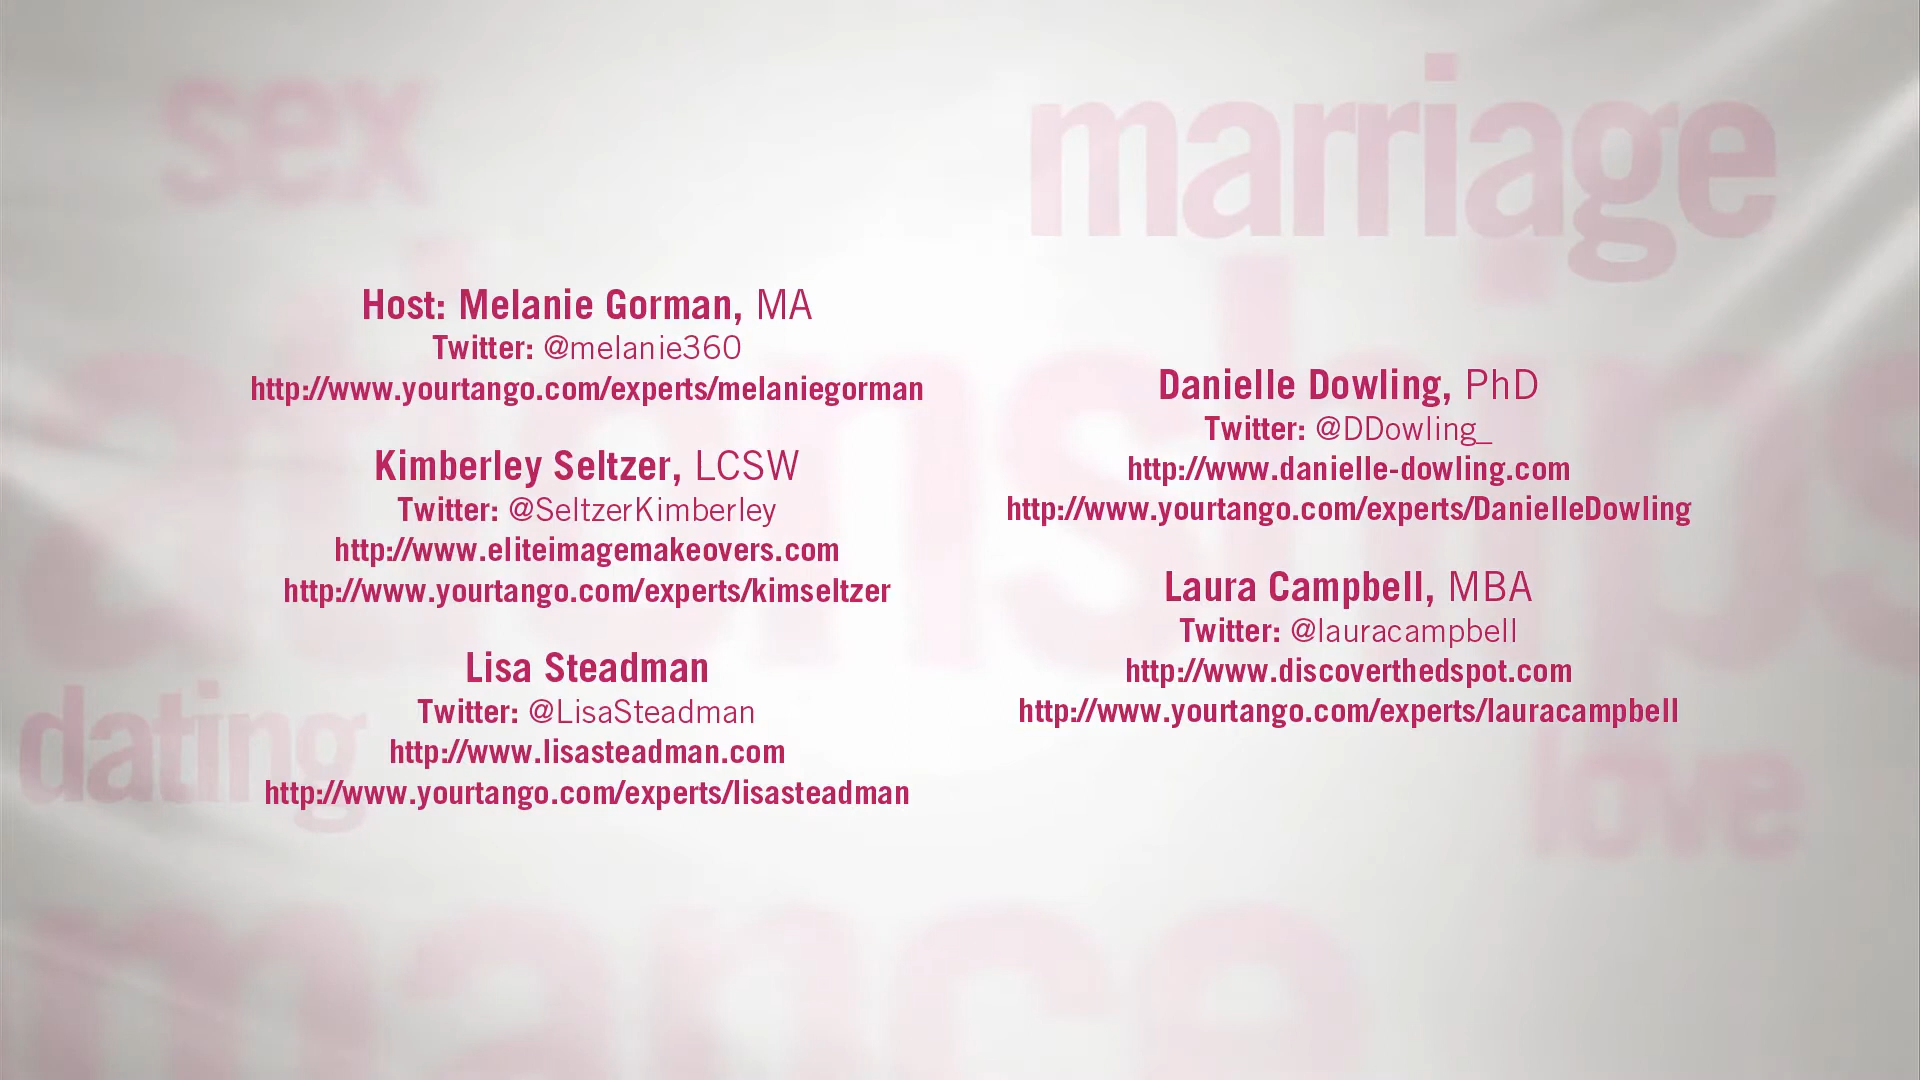 sex
marriage
Host: Melanie Gorman, MA
Twitter: @melanie360
http://www.yourtango.com/experts/melaniegorman
Kimberley Seltzer, LCSW
Twitter: @SeltzerKimberley
http://www.eliteimagemakeovers.com
http://www.yourtango.com/experts/kimseltzer
Lisa Steadman
Twitter: @LisaSteadman
http://www.lisasteadman.com
http://www.yourtango.com/experts/lisasteadman
Danielle Dowling, PhD
Twitter: @DDowling_
http://www.danielle-dowling.com
http://www.yourtango.com/experts/DanielleDowling
Laura Campbell, MBA
Twitter: @lauracampbell
http://www.discoverthedspot.com
http://www.yourtango.com/experts/lauracampbell
ationships
dating
love
mance